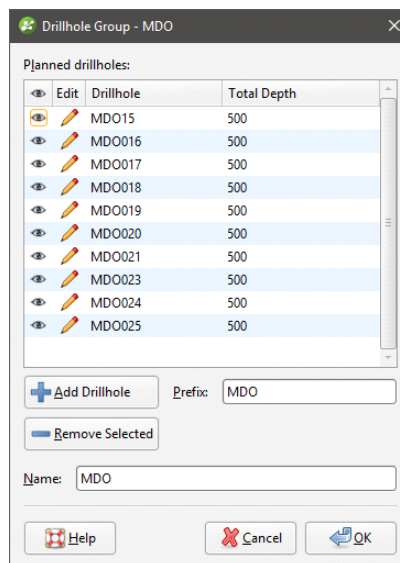 Drillhole Group - MDO
Planned drillholes:
Edit Drillhole Total Depth
MDO15 500
MDO016 500
MDO017 500
MDO018 500
MDO019 500
MDO020 500
MDO021 500
MDO023 500
MDO024 500
MDO025 500
Add Drillhole Prefix: MDO
Remove Selected
Name: MDO
Help Cancel OK